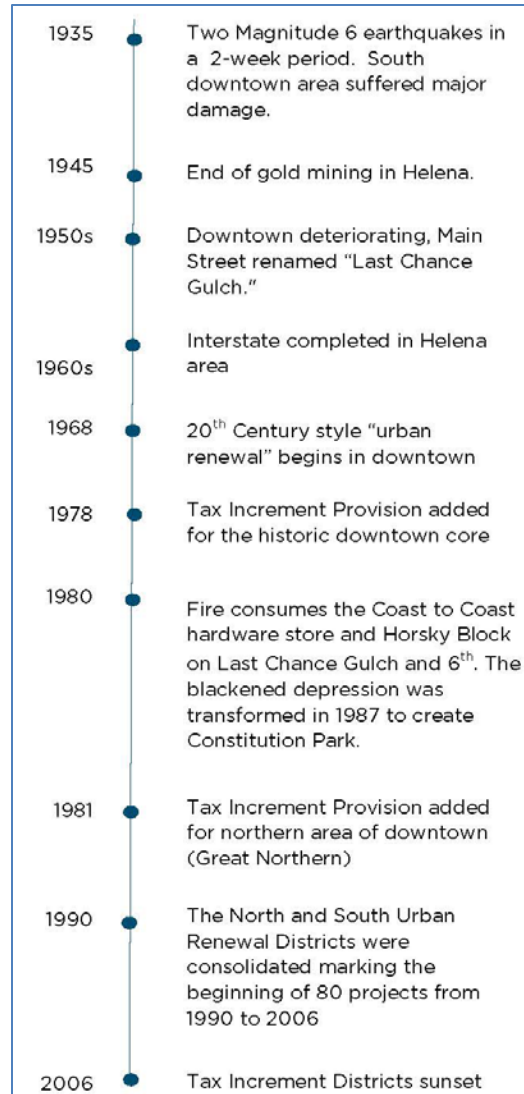 1935
Two Magnitude 6 earthquakes in
a 2-week period. South
downtown area suffered major
damage.
1945
End of gold mining in Helena.
1950s
Downtown deteriorating, Main
Street renamed “Last Chance
Gulch."
1960s
Interstate completed in Helena
area
1968
20th Century style “urban
renewal” begins in downtown
1978
Tax Increment Provision added
for the historic downtown core
1980
Fire consumes the Coast to Coast
hardware store and Horsky Block
on Last Chance Gulch and 6th. The
blackened depression was
transformed in 1987 to create
Constitution Park.
1981
Tax Increment Provision added
for northern area of downtown
(Great Northern)
1990
The North and South Urban
Renewal Districts were
consolidated marking the
beginning of 80 projects from
1990 to 2006
2006
Tax Increment Districts sunset